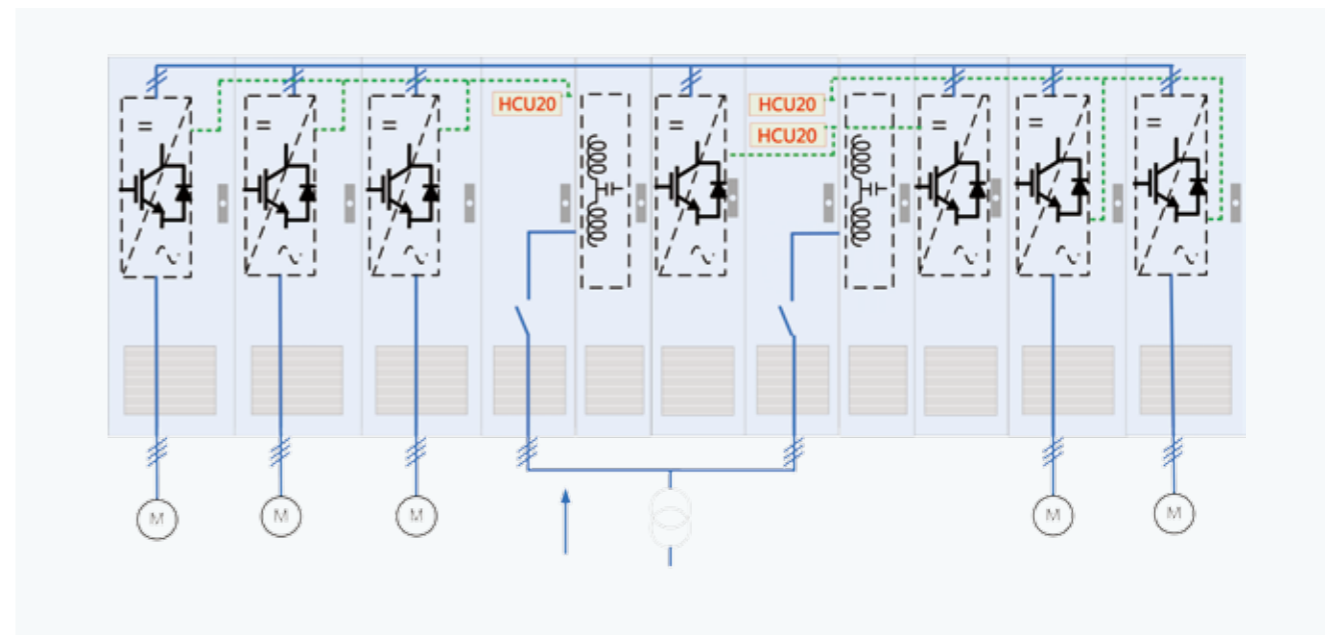 HCU20
HCU20
HCU20
=
=
=
=
=
=
=
M
M
M
M
M